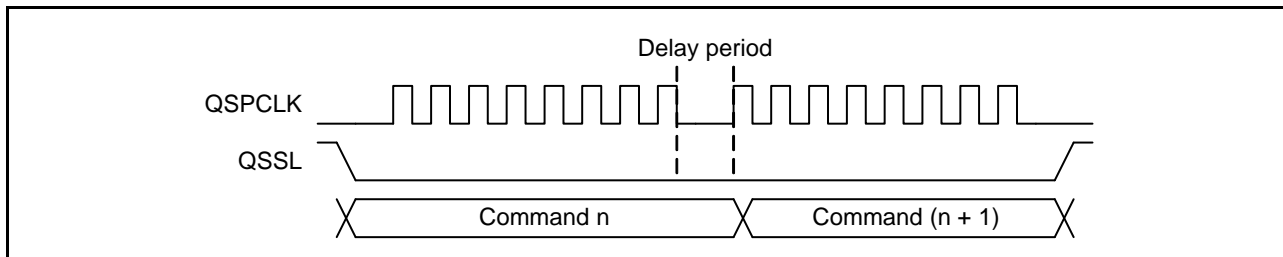 Delay period
QSPCLK
QSSL
Command n
Command (n + 1)